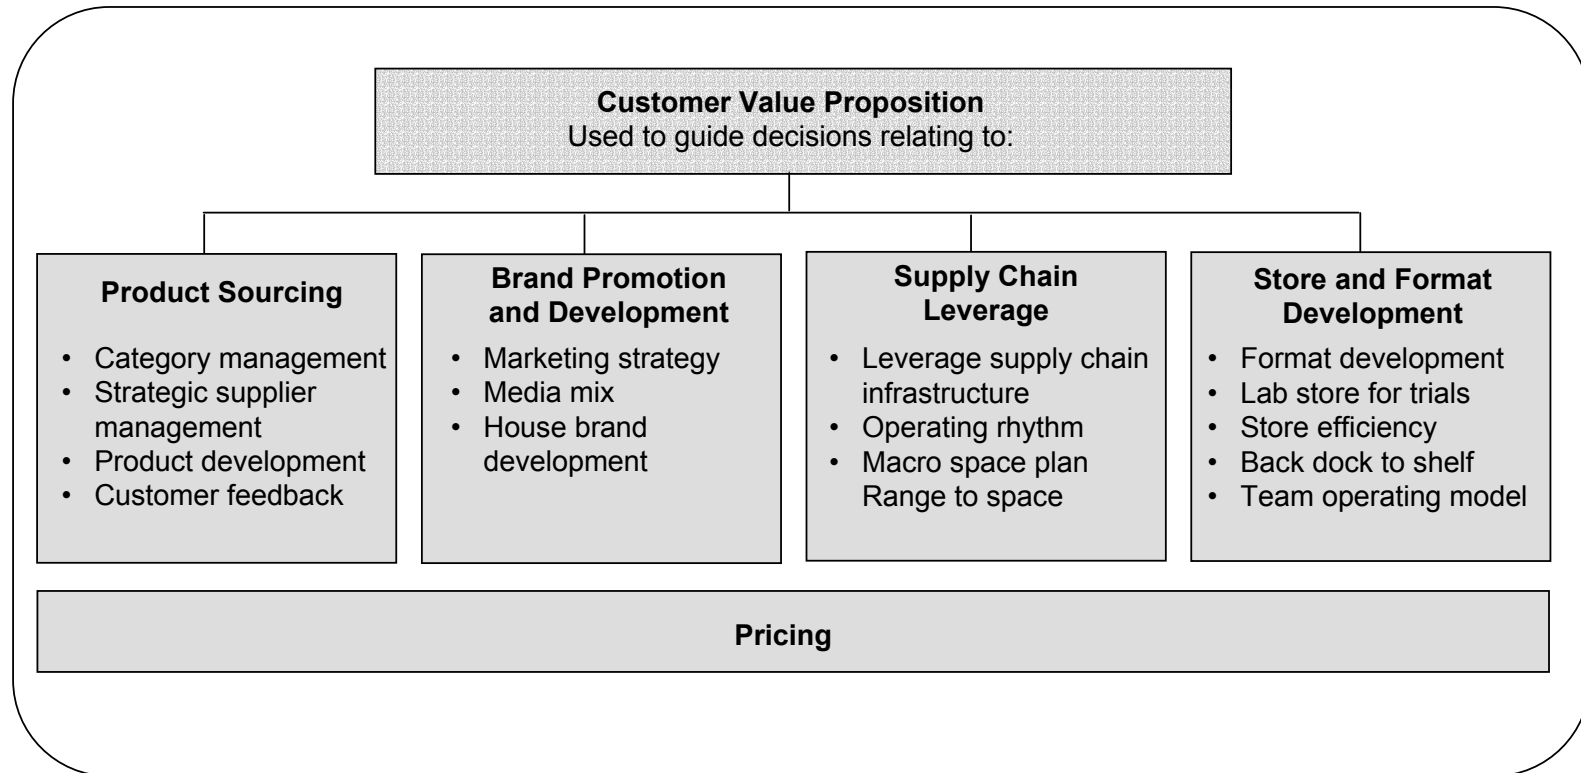 Customer Value Proposition
Used to guide decisions relating to:
Product Sourcing
• Category management
• Strategic supplier
management
• Product development
• Customer feedback
Brand Promotion
and Development
• Marketing strategy
• Media mix
• House brand
development
Supply Chain
Leverage
• Leverage supply chain
infrastructure
• Operating rhythm
• Macro space plan
Range to space
Store and Format
Development
• Format development
• Lab store for trials
• Store efficiency
• Back dock to shelf
• Team operating model
Pricing